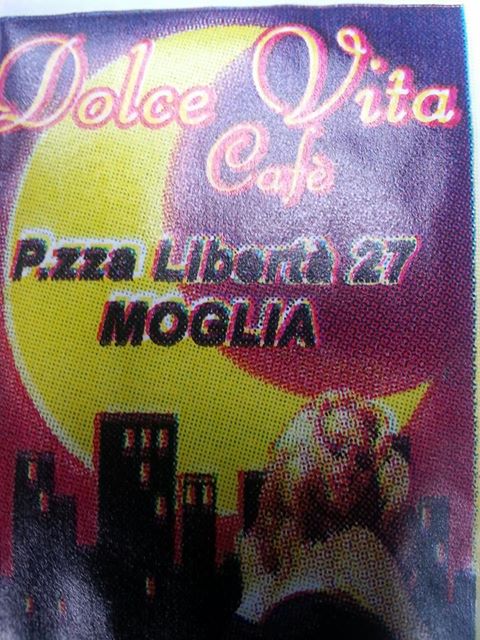 Dolce Vita
Cafè
P.zza Libertà 27
MOGLIA